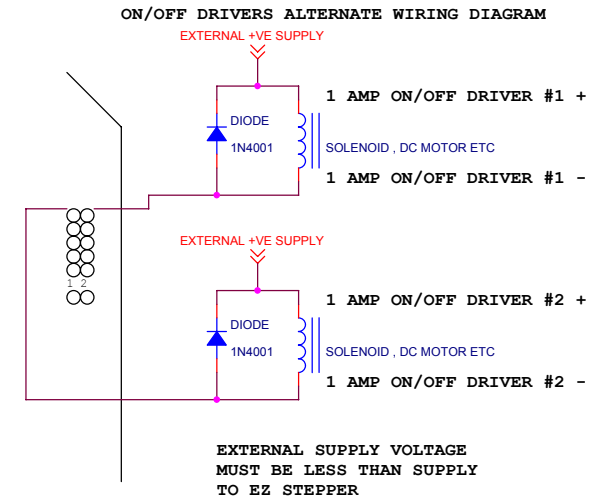 ON/OFF DRIVERS ALTERNATE WIRING DIAGRAM
EXTERNAL +VE SUPPLY
1 AMP ON/OFF DRIVER #1 +
DIODE
1N4001
SOLENOID , DC MOTOR ETC
1 AMP ON/OFF DRIVER #1 -
EXTERNAL +VE SUPPLY
1 2
1 AMP ON/OFF DRIVER #2 +
DIODE
1N4001
SOLENOID , DC MOTOR ETC
1 AMP ON/OFF DRIVER #2 -
EXTERNAL SUPPLY VOLTAGE
MUST BE LESS THAN SUPPLY
TO EZ STEPPER